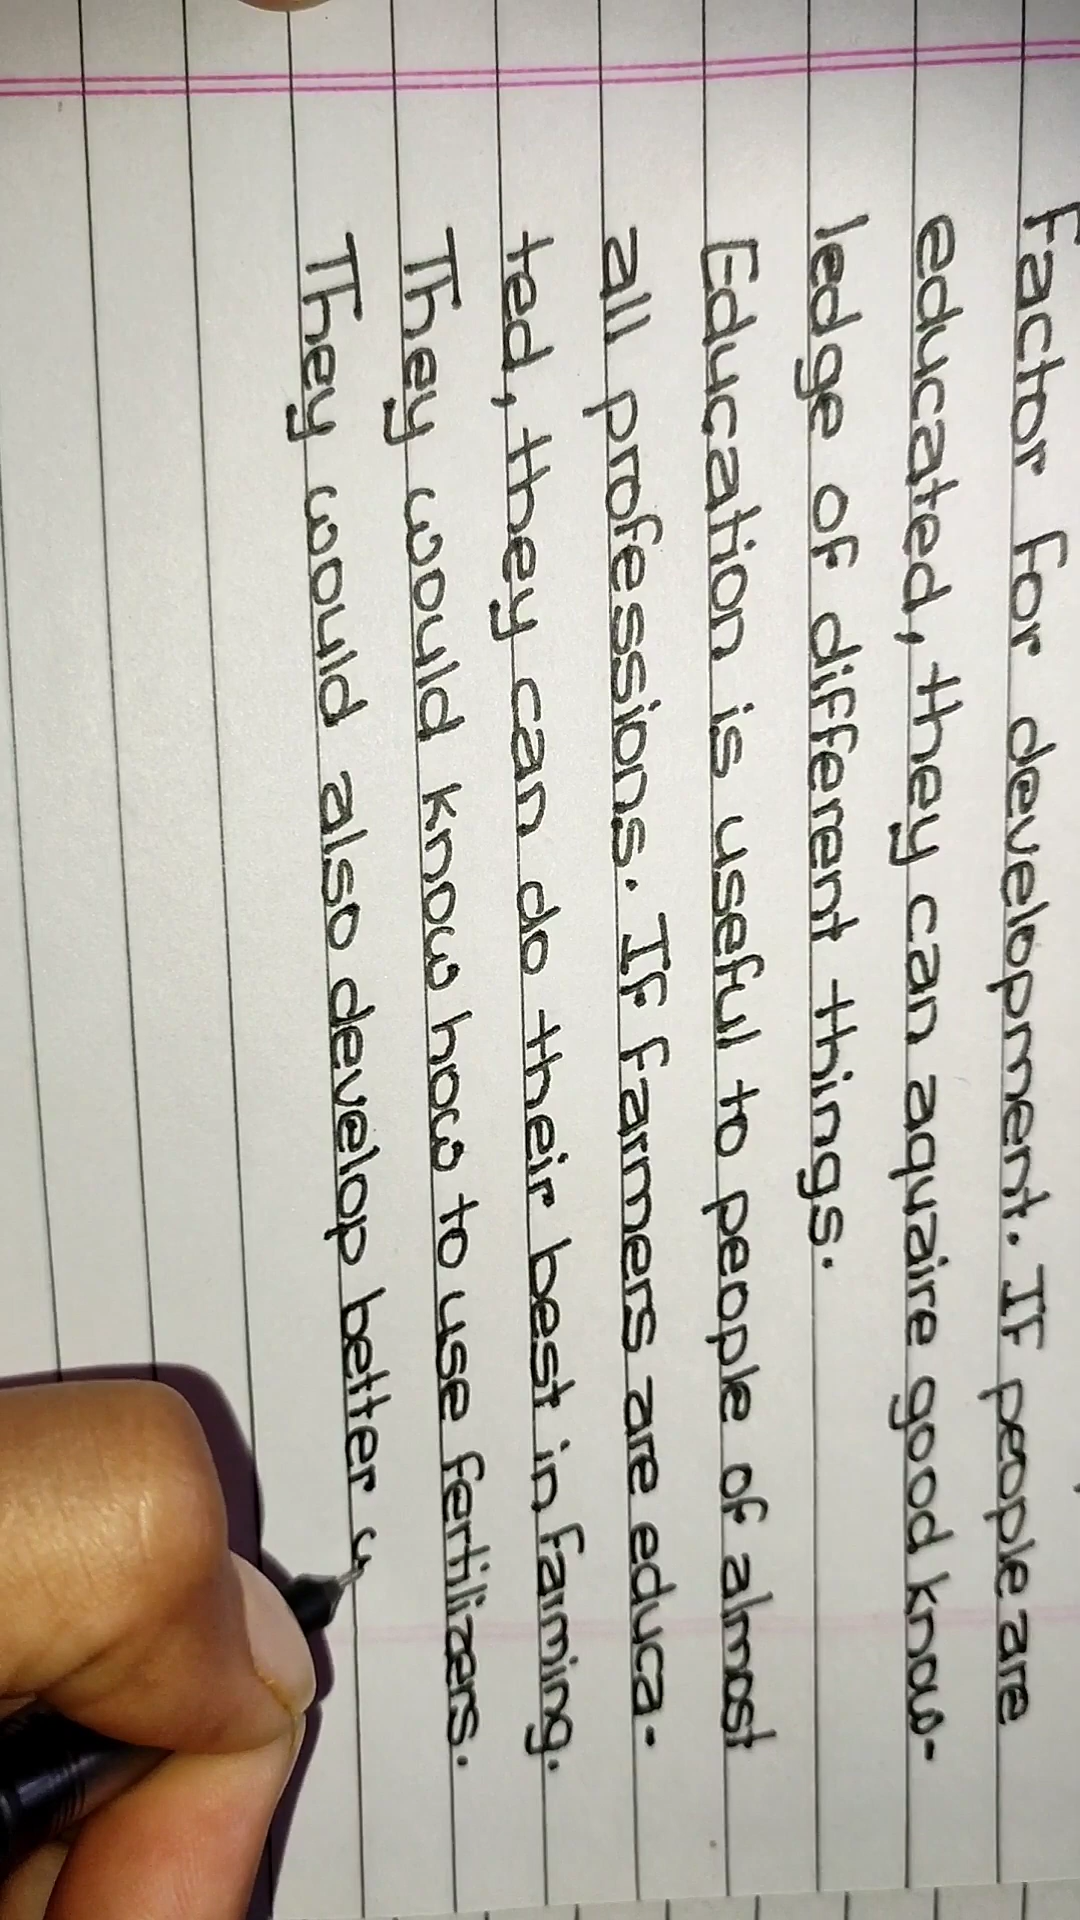 Factor for development. If people are
educated, they can aquaire good know-
ledge of different things.
Education is useful to people of almost
all professions. If farmers are educa-
ted, they can do their best in farming.
They would know how to use fertilizers.
They would also develop better